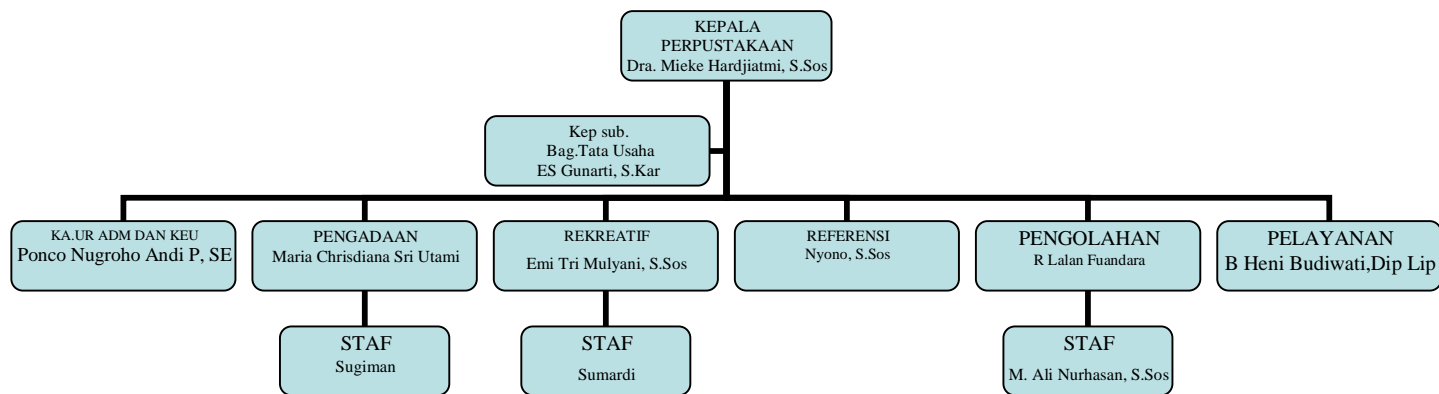 KEPALA
PERPUSTAKAAN
Dra. Mieke Hardjiatmi, S.Sos
Kep sub.
Bag.Tata Usaha
ES Gunarti, S.Kar
KA.UR ADM DAN KEU
Ponco Nugroho Andi P, SE
PENGADAAN
Maria Chrisdiana Sri Utami
REKREATIF
Emi Tri Mulyani, S.Sos
REFERENSI
Nyono, S.Sos
PENGOLAHAN
R Lalan Fuandara
PELAYANAN
B Heni Budiwati,Dip Lip
STAF
Sugiman
STAF
Sumardi
STAF
M. Ali Nurhasan, S.Sos